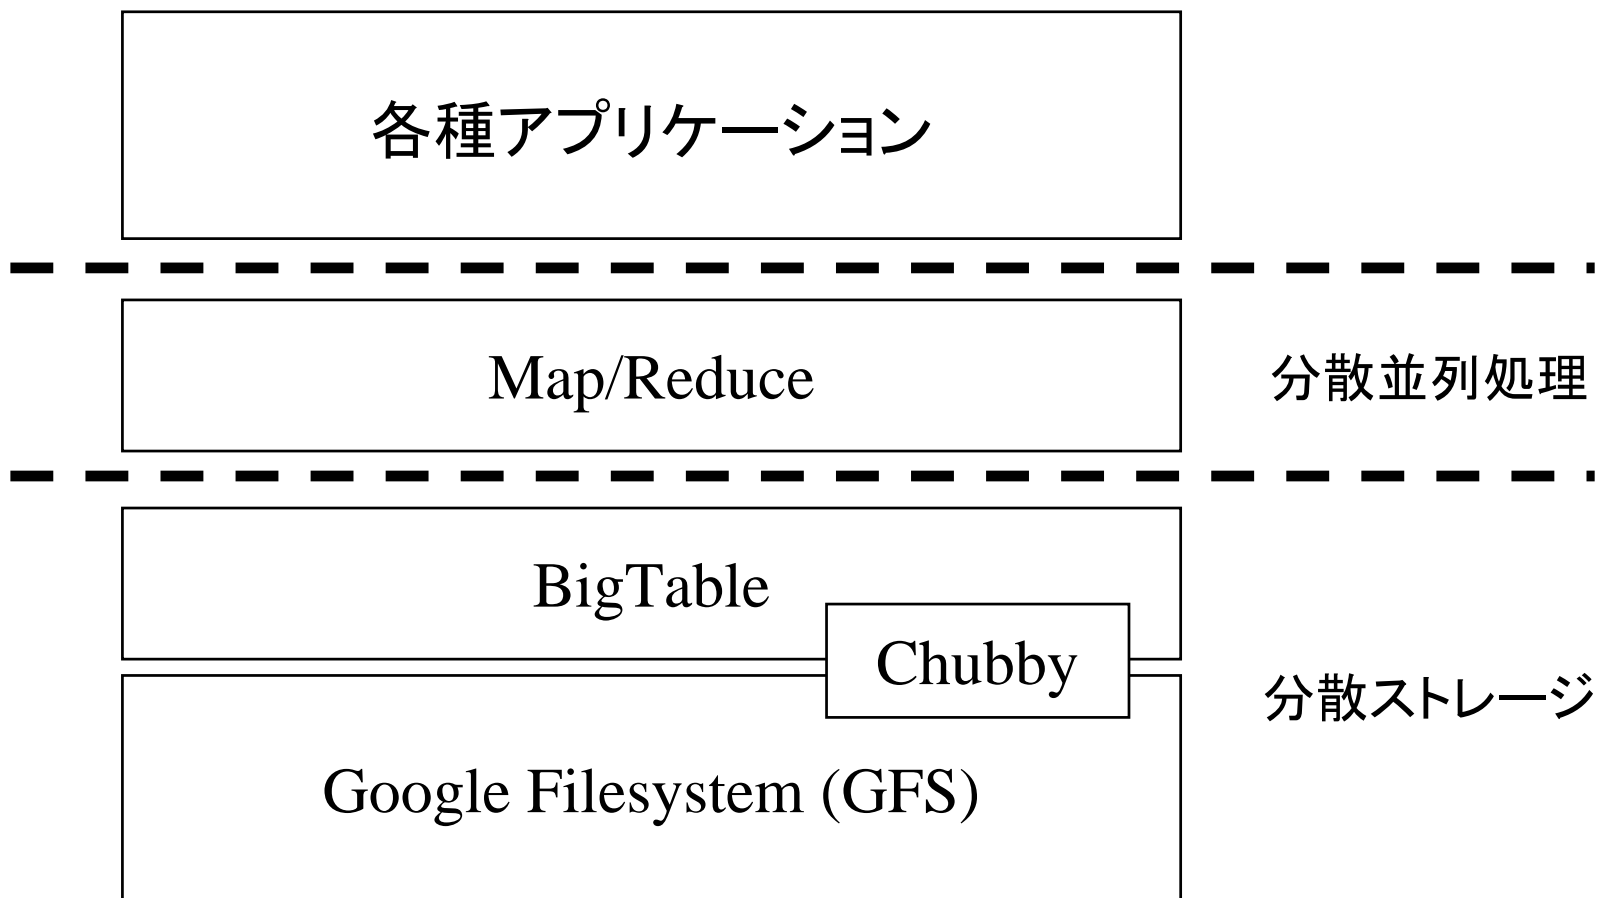 各種アプリケーション
Map/Reduce
分散並列処理
BigTable
Chubby
分散ストレージ
Google Filesystem (GFS)